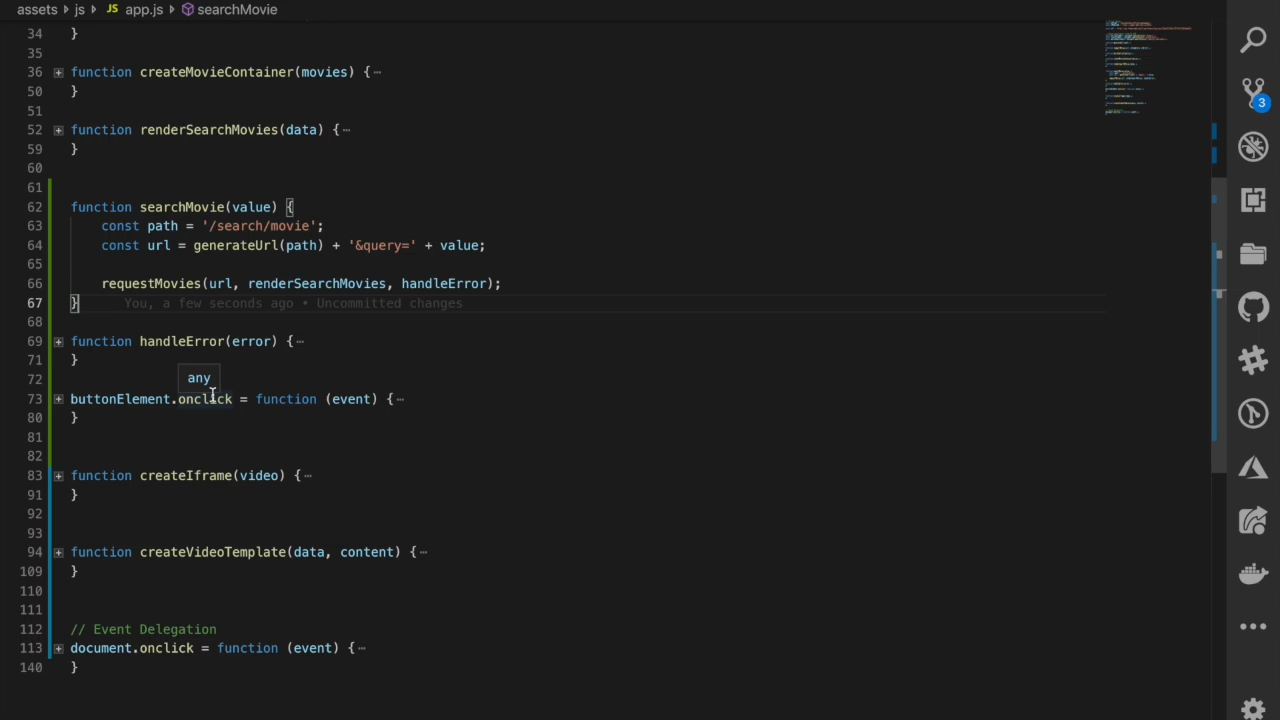 assets js JS app.js searchMovie
34 }
35
36 function createMovieContainer(movies) {⋯
50 }
51
52 function renderSearchMovies(data) {⋯
59 }
60
61
62 function searchMovie(value) {
63 const path = '/search/movie';
64 const url = generateUrl(path) + '&query=' + value;
65
66 requestMovies(url, renderSearchMovies, handleError);
67 } You, a few seconds ago • Uncommitted changes
68
69 function handleError(error) {⋯
71 }
72 any
73 buttonElement.onclick = function (event) {⋯
80 }
81
82
83 function createIframe(video) {⋯
91 }
92
93
94 function createVideoTemplate(data, content) {⋯
109 }
110
111
112 // Event Delegation
113 document.onclick = function (event) {⋯
140 }
3